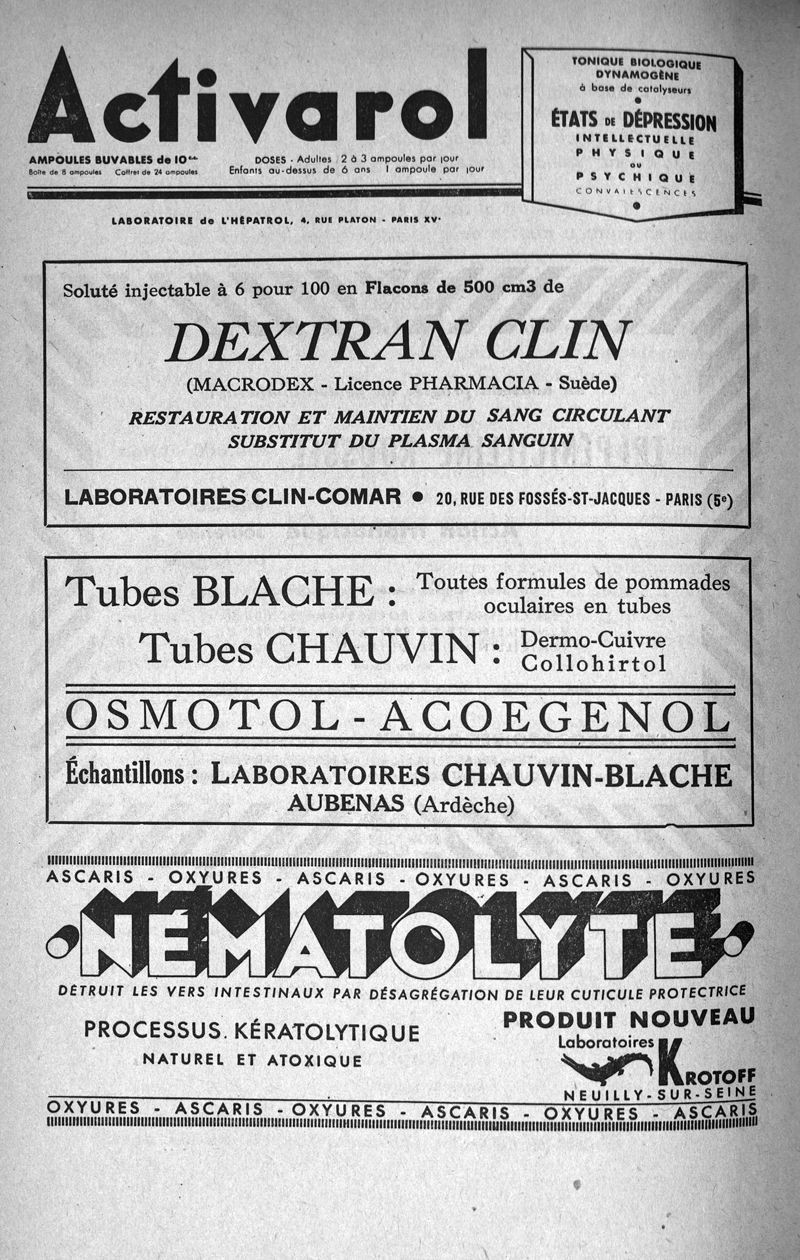 Activarol
AMPOULES BUVABLES de 10cc.
Boîte de 8 ampoules Coffret de 24 ampoules
DOSES - Adultes 2 à 3 ampoules par jour
Enfants au-dessus de 6 ans 1 ampoule par jour
TONIQUE BIOLOGIQUE
DYNAMOGÈNE
à base de catalyseurs
ÉTATS DE DÉPRESSION
INTELLECTUELLE
PHYSIQUE
OU
PSYCHIQUE
CONVALESCENCES
LABORATOIRE de L'HÉPATROL, 4, RUE PLATON - PARIS XVe
Soluté injectable à 6 pour 100 en Flacons de 500 cm3 de
DEXTRAN CLIN
(MACRODEX - Licence PHARMACIA - Suède)
RESTAURATION ET MAINTIEN DU SANG CIRCULANT
SUBSTITUT DU PLASMA SANGUIN
LABORATOIRES CLIN-COMAR ● 20, RUE DES FOSSÉS-ST-JACQUES - PARIS (5e)
Tubes BLACHE : Toutes formules de pommades
oculaires en tubes
Tubes CHAUVIN : Dermo-Cuivre
Collohirtol
OSMOTOL - ACOEGENOL
Échantillons : LABORATOIRES CHAUVIN-BLACHE
AUBENAS (Ardèche)
ASCARIS - OXYURES - ASCARIS - OXYURES - ASCARIS - OXYURES
NÉMATOLYTE
DÉTRUIT LES VERS INTESTINAUX PAR DÉSAGRÉGATION DE LEUR CUTICULE PROTECTRICE
PROCESSUS. KÉRATOLYTIQUE
NATUREL ET ATOXIQUE
PRODUIT NOUVEAU
Laboratoires
KROTOFF
NEUILLY-SUR-SEINE
OXYURES - ASCARIS - OXYURES - ASCARIS - OXYURES - ASCARIS